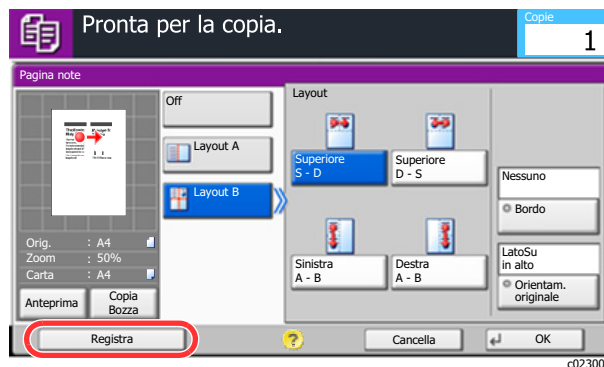 Pronta per la copia.
Copie
1
Pagina note
Off
Layout A
Layout B
Layout
Superiore
S - D
Superiore
D - S
Sinistra
A - B
Destra
A - B
Nessuno
Bordo
LatoSu
in alto
Orientam.
originale
Orig. : A4
Zoom : 50%
Carta : A4
Anteprima
Copia
Bozza
Registra
Cancella
OK
c02300